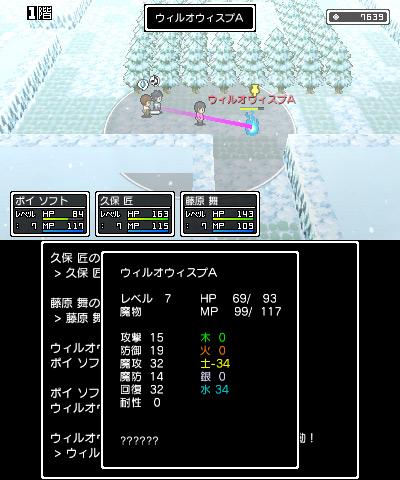 1階
ウィルオウィスプA
7639
ウィルオウィスプA
ボイ ソフト
レベル HP 84
: 7 MP 117
久保 匠
レベル HP 163
: 7 MP 115
藤原 舞
レベル HP 143
: 7 MP 109
久保 匠の
> 久保 匠
藤原 舞の
> 藤原 舞
ウィルオウ
ボイ ソフ
ボイ ソフ
ウィルオウ
ウィルオウ
!
> ウィル
ウィルオウィスプA
レベル 7 HP 69/ 93
魔物 MP 99/ 117
攻撃 15 木 0
防御 19 火 0
魔攻 32 土-34
魔防 14 銀 0
回復 32 水 34
耐性 0
??????